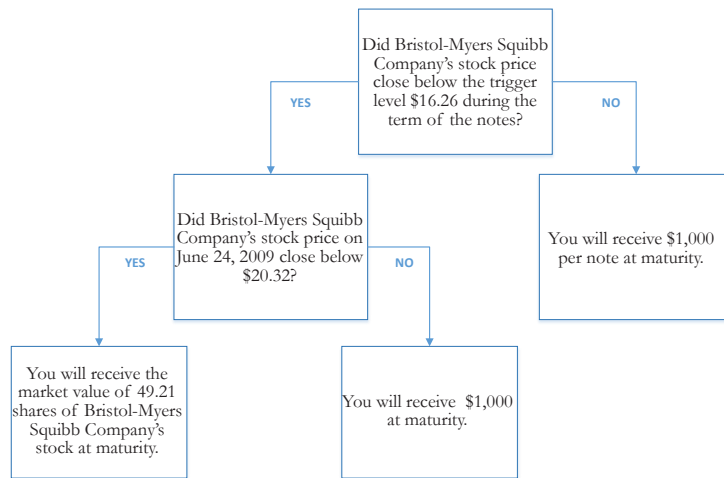 Did Bristol-Myers Squibb
Company's stock price
close below the trigger
level $16.26 during the
term of the notes?
YES
NO
Did Bristol-Myers Squibb
Company's stock price on
June 24, 2009 close below
$20.32?
You will receive $1,000
per note at maturity.
YES
NO
You will receive the
market value of 49.21
shares of Bristol-Myers
Squibb Company's
stock at maturity.
You will receive $1,000
at maturity.